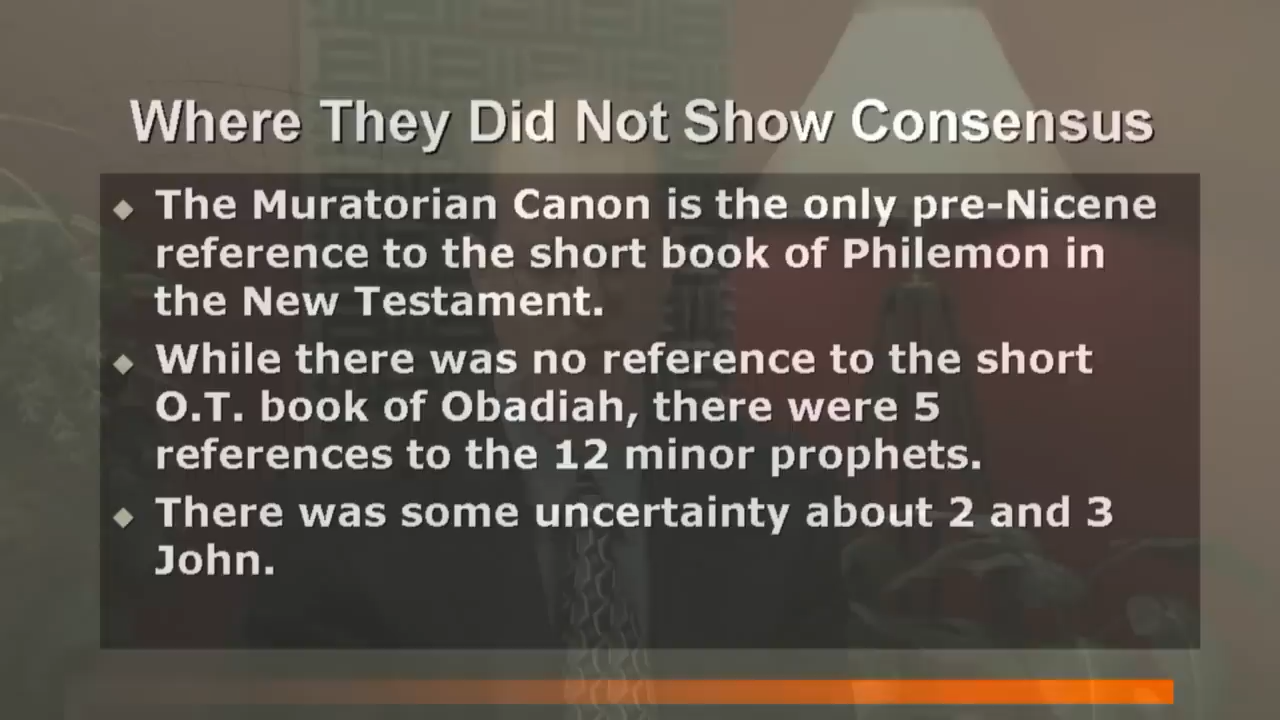 Where They Did Not Show Consensus
The Muratorian Canon is the only pre-Nicene
reference to the short book of Philemon in
the New Testament.
While there was no reference to the short
O.T. book of Obadiah, there were 5
references to the 12 minor prophets.
There was some uncertainty about 2 and 3
John.